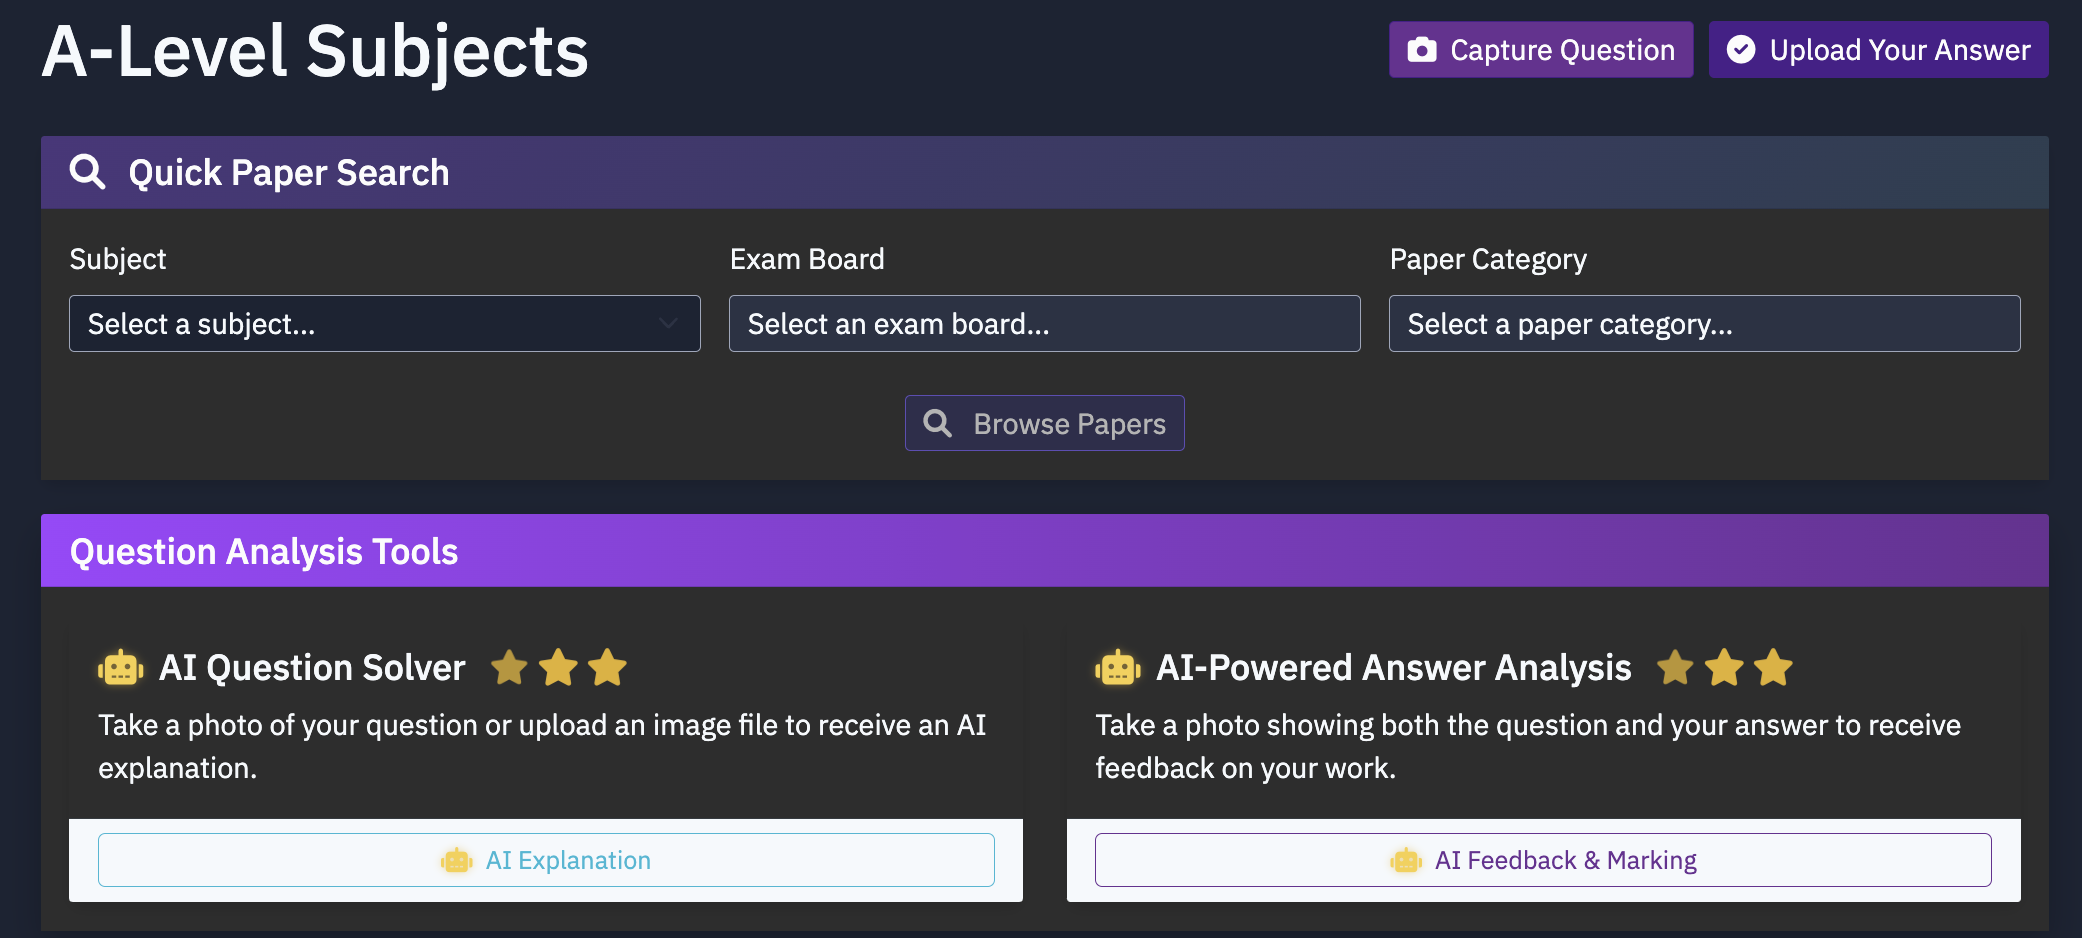 A-Level Subjects
Capture Question
Upload Your Answer
Quick Paper Search
Subject
Exam Board
Paper Category
Select a subject...
Select an exam board...
Select a paper category...
Browse Papers
Question Analysis Tools
AI Question Solver
Take a photo of your question or upload an image file to receive an AI
explanation.
AI Explanation
AI-Powered Answer Analysis
Take a photo showing both the question and your answer to receive
feedback on your work.
AI Feedback & Marking